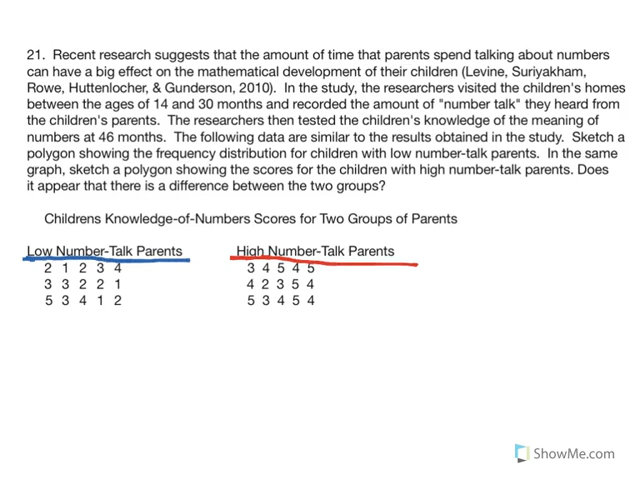 21. Recent research suggests that the amount of time that parents spend talking about numbers
can have a big effect on the mathematical development of their children (Levine, Suriyakham,
Rowe, Huttenlocher, & Gunderson, 2010). In the study, the researchers visited the children's homes
between the ages of 14 and 30 months and recorded the amount of "number talk" they heard from
the children's parents. The researchers then tested the children's knowledge of the meaning of
numbers at 46 months. The following data are similar to the results obtained in the study. Sketch a
polygon showing the frequency distribution for children with low number-talk parents. In the same
graph, sketch a polygon showing the scores for the children with high number-talk parents. Does
it appear that there is a difference between the two groups?
Childrens Knowledge-of-Numbers Scores for Two Groups of Parents
Low Number-Talk Parents High Number-Talk Parents
2 1 2 3 4 3 4 5 4 5
3 3 2 2 1 4 2 3 5 4
5 3 4 1 2 5 3 4 5 4
ShowMe.com